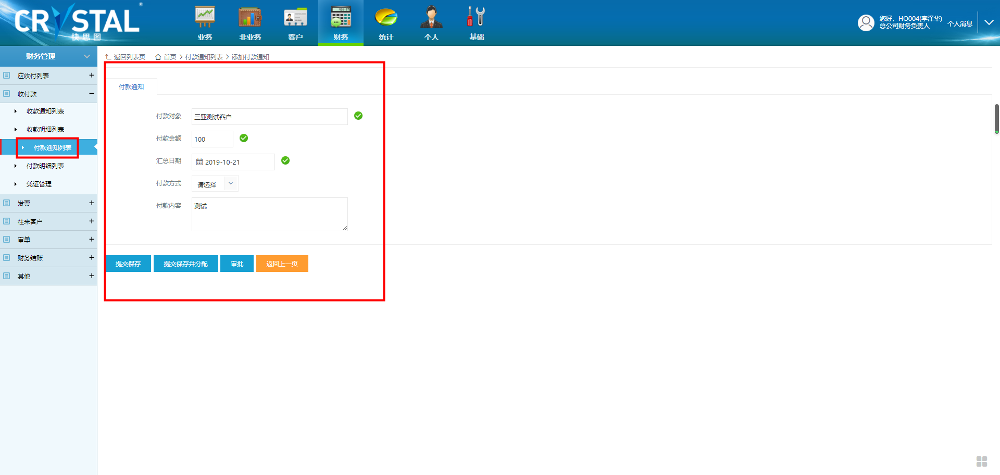 CRYSTAL®
快思图
业务
非业务
客户
财务
统计
个人
基础
您好，HQ004(李泽华)
总公司财务负责人
个人消息
财务管理
返回列表页 首页 付款通知列表 添加付款通知
应收付列表
收付款
收款通知列表
收款明细列表
付款通知列表
付款明细列表
凭证管理
发票
往来客户
审单
财务结账
其他
付款通知
付款对象 三亚测试客户
付款金额 100
汇总日期 2019-10-21
付款方式 请选择
付款内容 测试
提交保存 提交保存并分配 审批 返回上一页